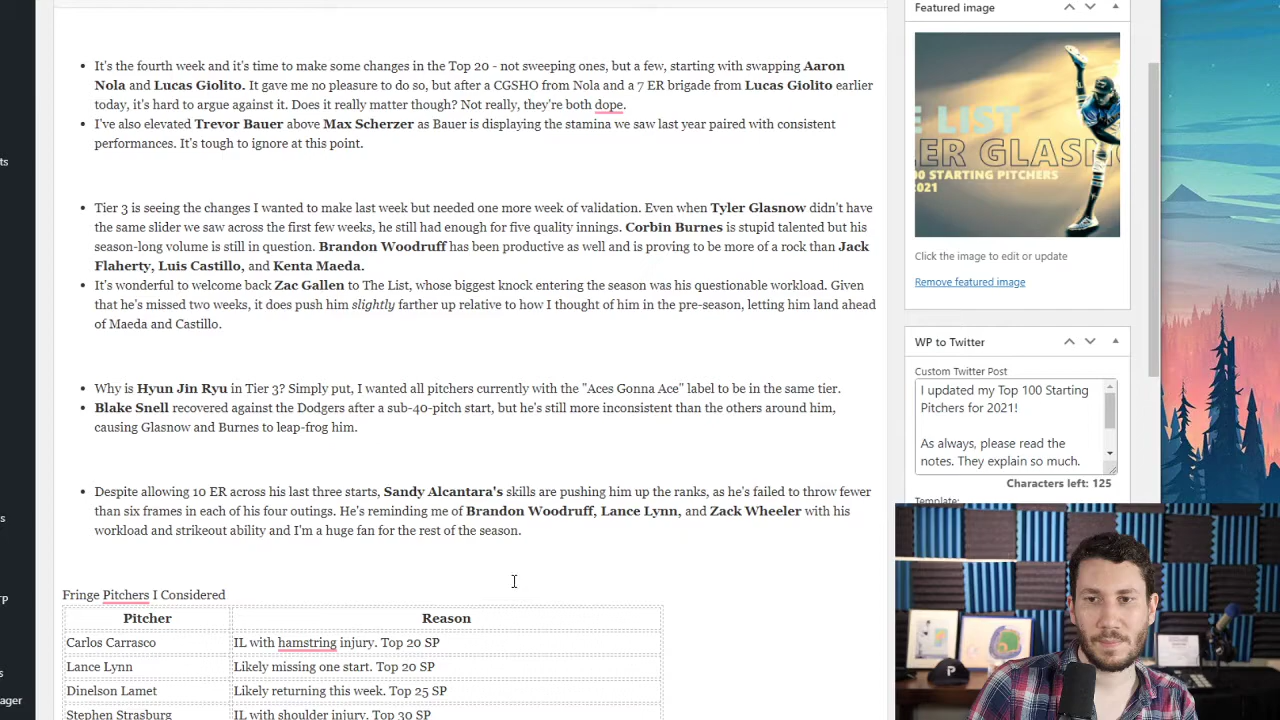 It's the fourth week and it's time to make some changes in the Top 20 - not sweeping ones, but a few, starting with swapping Aaron
Nola and Lucas Giolito. It gave me no pleasure to do so, but after a CGSHO from Nola and a 7 ER brigade from Lucas Giolito earlier
today, it's hard to argue against it. Does it really matter though? Not really, they're both dope.
I've also elevated Trevor Bauer above Max Scherzer as Bauer is displaying the stamina we saw last year paired with consistent
performances. It's tough to ignore at this point.
Tier 3 is seeing the changes I wanted to make last week but needed one more week of validation. Even when Tyler Glasnow didn't have
the same slider we saw across the first few weeks, he still had enough for five quality innings. Corbin Burnes is stupid talented but his
season-long volume is still in question. Brandon Woodruff has been productive as well and is proving to be more of a rock than Jack
Flaherty, Luis Castillo, and Kenta Maeda.
It's wonderful to welcome back Zac Gallen to The List, whose biggest knock entering the season was his questionable workload. Given
that he's missed two weeks, it does push him slightly farther up relative to how I thought of him in the pre-season, letting him land ahead
of Maeda and Castillo.
Why is Hyun Jin Ryu in Tier 3? Simply put, I wanted all pitchers currently with the "Aces Gonna Ace" label to be in the same tier.
Blake Snell recovered against the Dodgers after a sub-40-pitch start, but he's still more inconsistent than the others around him,
causing Glasnow and Burnes to leap-frog him.
Despite allowing 10 ER across his last three starts, Sandy Alcantara's skills are pushing him up the ranks, as he's failed to throw fewer
than six frames in each of his four outings. He's reminding me of Brandon Woodruff, Lance Lynn, and Zack Wheeler with his
workload and strikeout ability and I'm a huge fan for the rest of the season.
Fringe Pitchers I Considered
Pitcher Reason
Carlos Carrasco IL with hamstring injury. Top 20 SP
Lance Lynn Likely missing one start. Top 20 SP
Dinelson Lamet Likely returning this week. Top 25 SP
Stephen Strasburg IL with shoulder injury. Top 30 SP
Featured image
E LIST
ER GLASN
00 STARTING PITCHERS
2021
Click the image to edit or update
Remove featured image
WP to Twitter
Custom Twitter Post
I updated my Top 100 Starting
Pitchers for 2021!
As always, please read the
notes. They explain so much.
Characters left: 125
Template:
ts
s
TP
s
ager
P